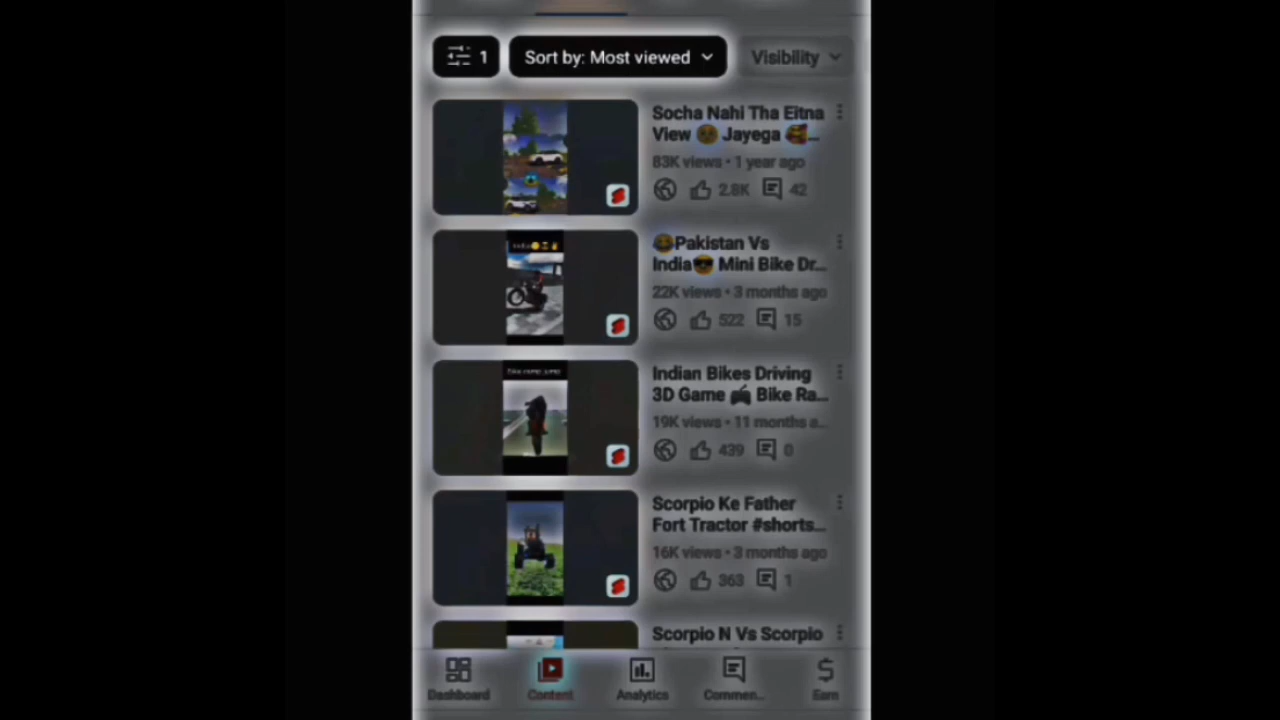 1
Sort by: Most viewed
Visibility
Socha Nahi Tha Eitna
View 😢 Jayega 🥰...
83K views • 1 year ago
2.8K
42
😂Pakistan Vs
India😎 Mini Bike Dr...
22K views • 3 months ago
522
15
Indian Bikes Driving
3D Game 🎮 Bike Ra...
19K views • 11 months a...
439
0
Scorpio Ke Father
Fort Tractor #shorts...
16K views • 3 months ago
363
1
Scorpio N Vs Scorpio
Dashboard
Content
Analytics
Commen...
Earn